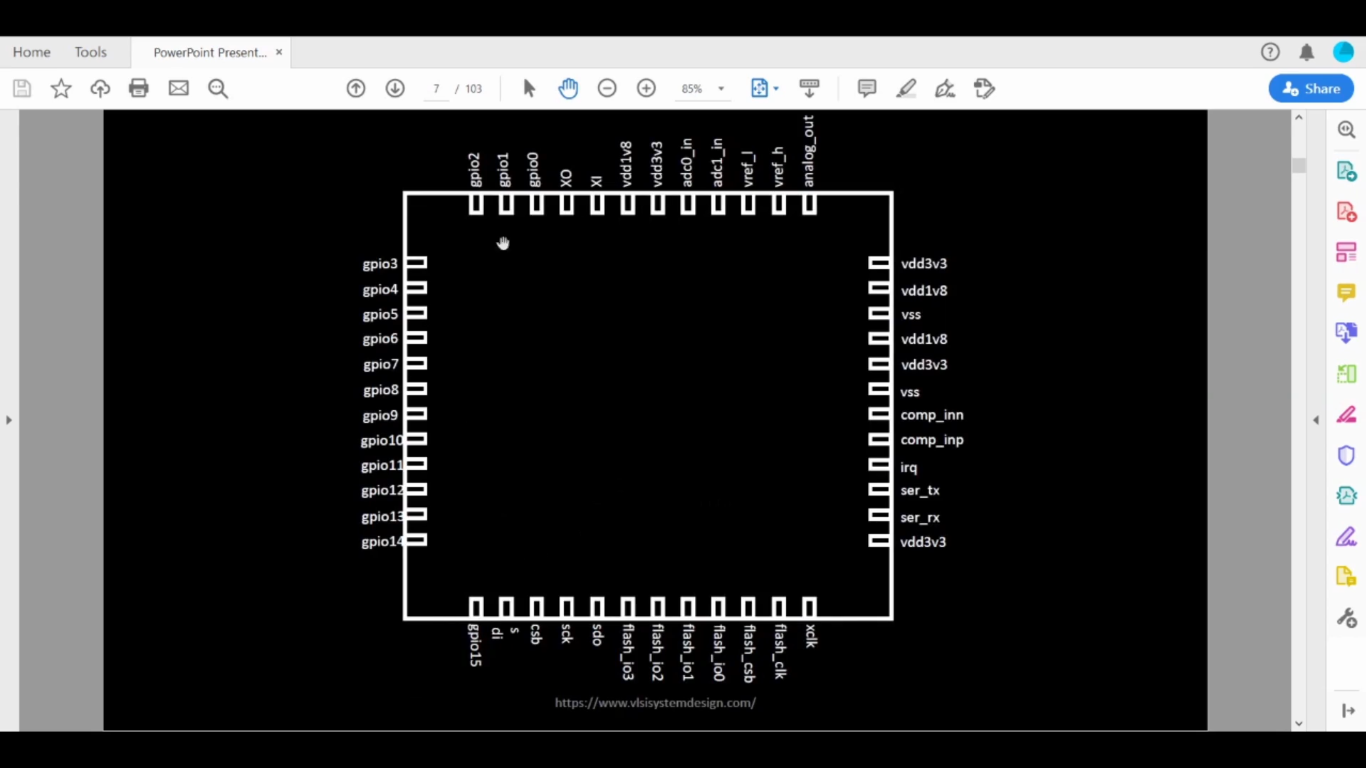 Home Tools PowerPoint Present... ×
7 / 103 85% Share
gpio2 gpio1 gpio0 XO XI vdd1v8 vdd3v3 adc0_in adc1_in vref_l vref_h analog_out
gpio3 vdd3v3
gpio4 vdd1v8
gpio5 vss
gpio6 vdd1v8
gpio7 vdd3v3
gpio8 vss
gpio9 comp_inn
gpio10 comp_inp
gpio11 irq
gpio12 ser_tx
gpio13 ser_rx
gpio14 vdd3v3
gpio15 s di csb sck sdo flash_io3 flash_io2 flash_io1 flash_io0 flash_csb flash_clk xclk
https://www.vlsisystemdesign.com/